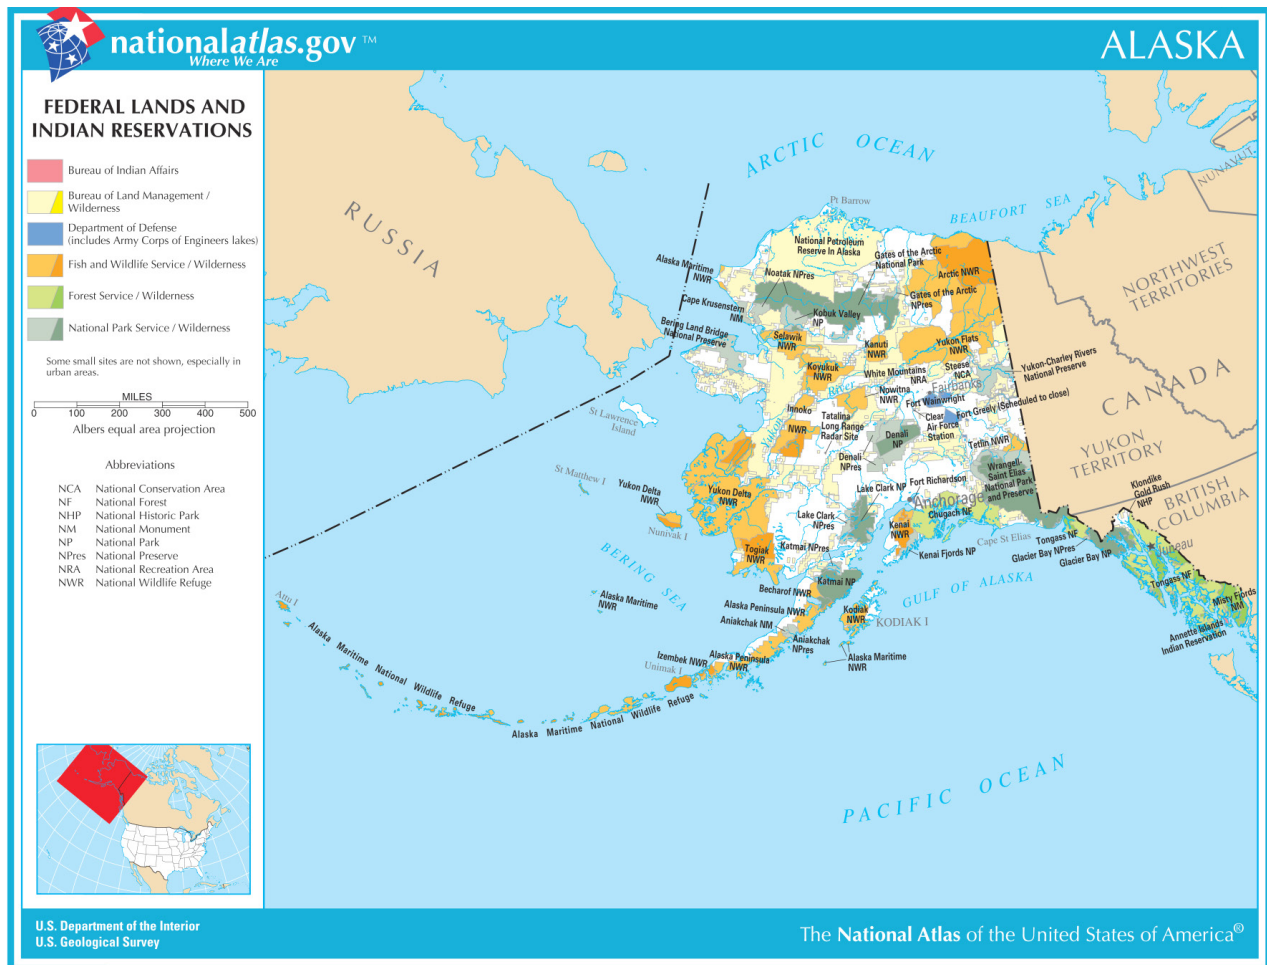 nationalatlas.gov TM
Where We Are
ALASKA
FEDERAL LANDS AND
INDIAN RESERVATIONS
Bureau of Indian Affairs
Bureau of Land Management /
Wilderness
Department of Defense
(includes Army Corps of Engineers lakes)
Fish and Wildlife Service / Wilderness
Forest Service / Wilderness
National Park Service / Wilderness
Some small sites are not shown, especially in
urban areas.
MILES
0 100 200 300 400 500
Albers equal area projection
Abbreviations
NCA National Conservation Area
NF National Forest
NHP National Historic Park
NM National Monument
NP National Park
NPres National Preserve
NRA National Recreation Area
NWR National Wildlife Refuge
RUSSIA
ARCTIC OCEAN
BEAUFORT SEA
NUNAVUT
NORTHWEST
TERRITORIES
CANADA
YUKON
TERRITORY
BRITISH
COLUMBIA
Pt Barrow
National Petroleum
Reserve In Alaska
Gates of the Arctic
National Park
Alaska Maritime
NWR
Noatak NPres
Arctic NWR
Gates of the Arctic
NPres
Cape Krusenstern
NM
Kobuk Valley
NP
Bering Land Bridge
National Preserve
Selawik
NWR
Kanuti
NWR
Yukon Flats
NWR
Koyukuk
NWR
White Mountains
NRA
Steese
NCA
Yukon-Charley Rivers
National Preserve
Nowitna
NWR
Fairbanks
Fort Wainwright
Fort Greely (Scheduled to close)
River
Yukon
Innoko
NWR
Tatalina
Long Range
Radar Site
Clear
Air Force
Station
Denali
NP
Denali
NPres
Tetlin NWR
Wrangell-
Saint Elias
National Park
and Preserve
St Lawrence
Island
St Matthew I
Yukon Delta
NWR
Nunivak I
Yukon Delta
NWR
Lake Clark NP
Fort Richardson
Anchorage
Chugach NF
Lake Clark
NPres
Kenai
NWR
Kenai Fjords NP
Cape St Elias
Klondike
Gold Rush
NHP
Tongass NF
Glacier Bay NPres
Glacier Bay NP
Juneau
Tongass NF
Misty Fiords
NM
Annette Islands
Indian Reservation
Togiak
NWR
Katmai NPres
Katmai NP
Becharof NWR
BERING SEA
GULF OF ALASKA
Alaska Maritime
NWR
Alaska Peninsula NWR
Aniakchak NM
Kodiak
NWR
KODIAK I
Aniakchak
NPres
Alaska Maritime
NWR
Izembek NWR
Alaska Peninsula
NWR
Unimak I
Attu I
Alaska Maritime National Wildlife Refuge
Alaska Maritime National Wildlife Refuge
PACIFIC OCEAN
U.S. Department of the Interior
U.S. Geological Survey
The National Atlas of the United States of America®